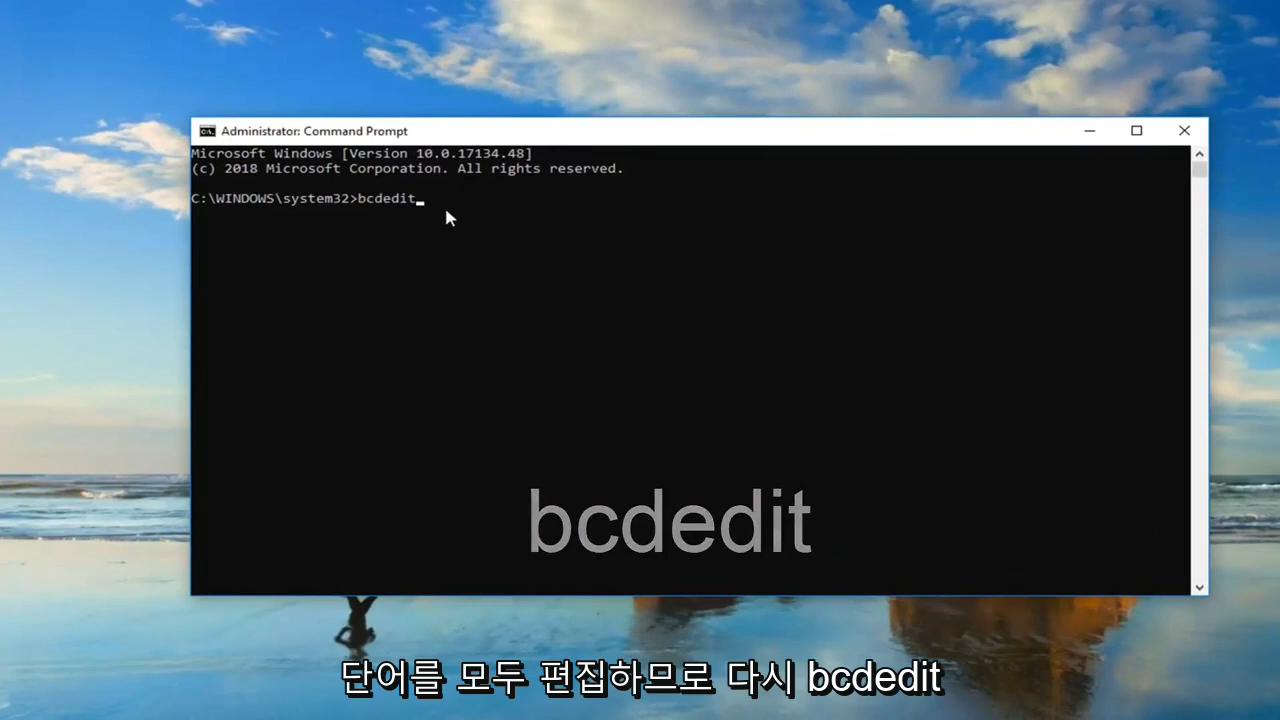 Administrator: Command Prompt
Microsoft Windows [Version 10.0.17134.48]
(c) 2018 Microsoft Corporation. All rights reserved.
C:\WINDOWS\system32>bcdedit
bcdedit
단어를 모두 편집하므로 다시 bcdedit